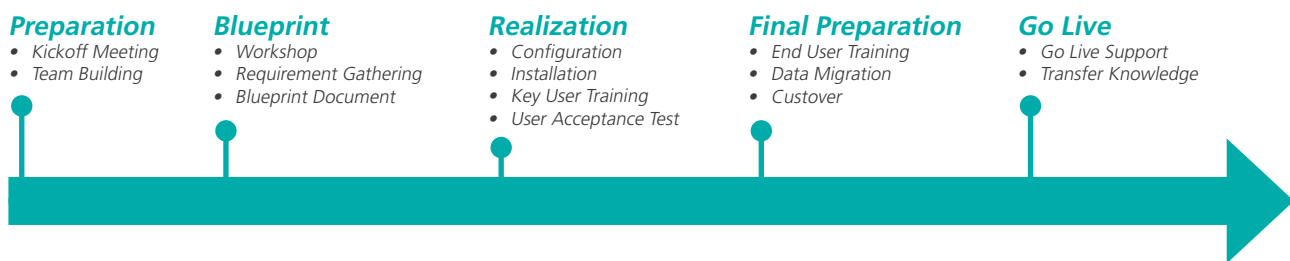 Preparation
• Kickoff Meeting
• Team Building
Blueprint
• Workshop
• Requirement Gathering
• Blueprint Document
Realization
• Configuration
• Installation
• Key User Training
• User Acceptance Test
Final Preparation
• End User Training
• Data Migration
• Custover
Go Live
• Go Live Support
• Transfer Knowledge